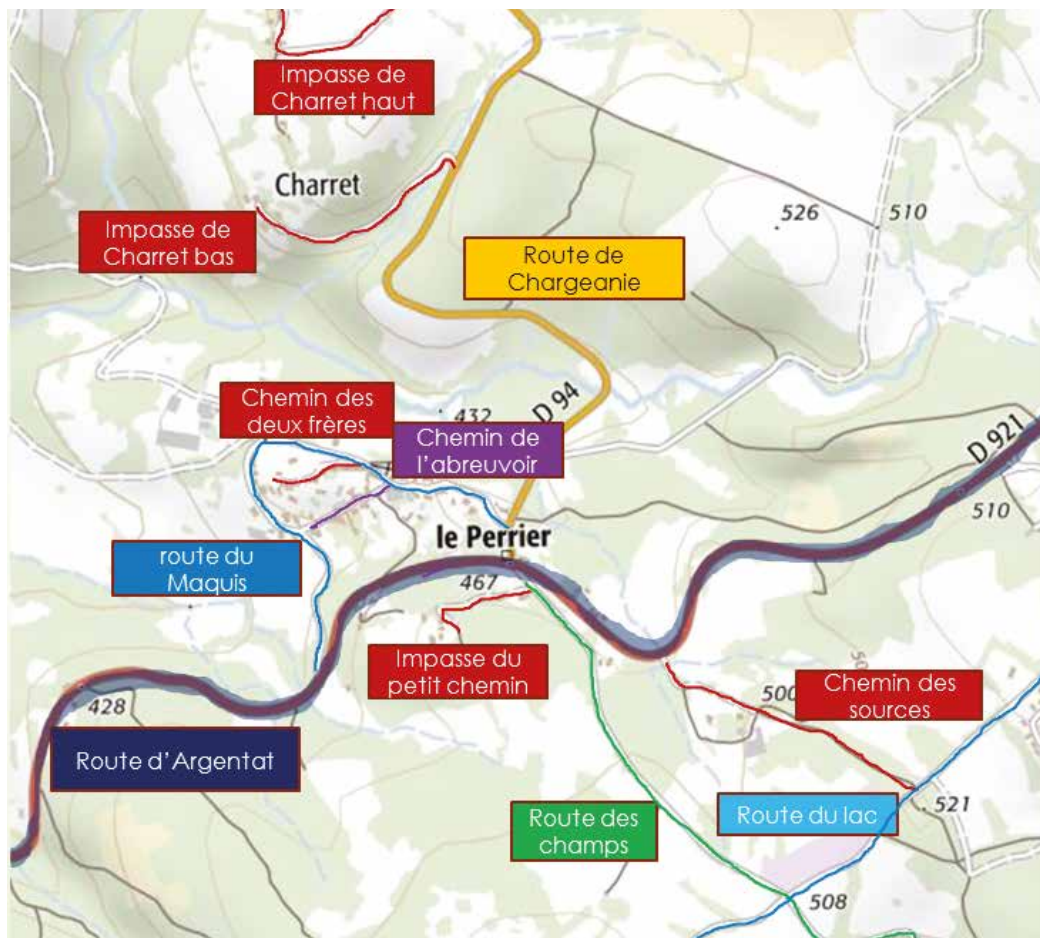 Impasse de
Charret haut
Charret
Impasse de
Charret bas
526
510
Route de
Chargeanie
Chemin des
deux frères
432
D 94
Chemin de
l'abreuvoir
D 921
510
le Perrier
route du
Maquis
467
Impasse du
petit chemin
500
Chemin des
sources
428
Route d'Argentat
Route des
champs
Route du lac
521
508